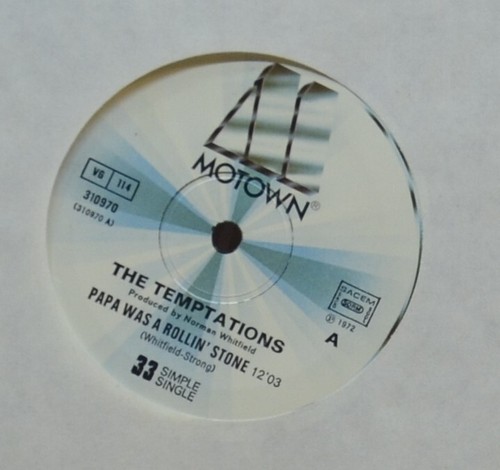 MOTOWN®
VG 114
310970
(310970 A)
SACEM
℗ 1972
A
THE TEMPTATIONS
Produced by Norman Whitfield
PAPA WAS A ROLLIN' STONE 12'03
(Whitfield-Strong)
33 SIMPLE
SINGLE